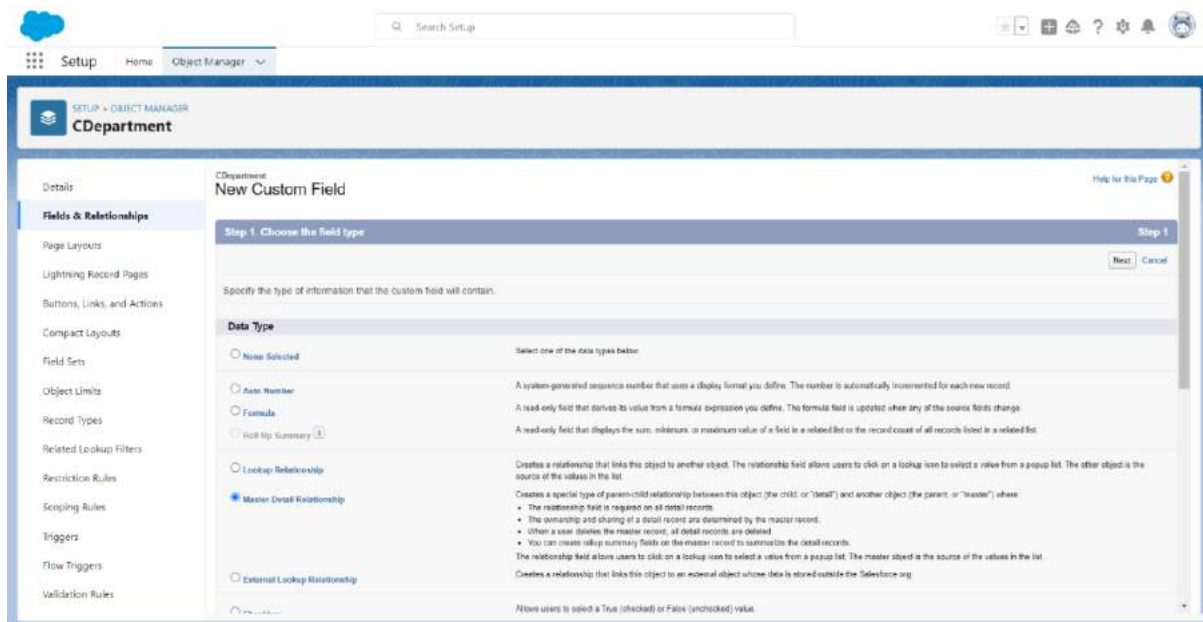 Search Setup
Setup
Home
Object Manager
SETUP > OBJECT MANAGER
CDepartment
Details
Fields & Relationships
Page Layouts
Lightning Record Pages
Buttons, Links, and Actions
Compact Layouts
Field Sets
Object Limits
Record Types
Related Lookup Filters
Restriction Rules
Scoping Rules
Triggers
Flow Triggers
Validation Rules
CDepartment
New Custom Field
Help for this Page
Step 1. Choose the field type
Step 1
Next
Cancel
Specify the type of information that the custom field will contain.
Data Type
None Selected
Select one of the data types below
Auto Number
A system-generated sequence number that uses a display format you define. The number is automatically incremented for each new record.
Formula
A read-only field that derives its value from a formula expression you define. The formula field is updated when any of the source fields change.
Roll-Up Summary
A read-only field that displays the sum, minimum, or maximum value of a field in a related list or the record count of all records listed in a related list.
Lookup Relationship
Creates a relationship that links this object to another object. The relationship field allows users to click on a lookup icon to select a value from a popup list. The other object is the
source of the values in the list.
Master-Detail Relationship
Creates a special type of parent-child relationship between this object (the child, or "detail") and another object (the parent, or "master") where:
• The relationship field is required on all detail records.
• The ownership and sharing of a detail record are determined by the master record.
• When a user deletes the master record, all detail records are deleted.
• You can create rollup summary fields on the master record to summarize the detail records.
The relationship field allows users to click on a lookup icon to select a value from a popup list. The master object is the source of the values in the list.
External Lookup Relationship
Creates a relationship that links this object to an external object whose data is stored outside the Salesforce org.
Allows users to select a True (checked) or False (unchecked) value.